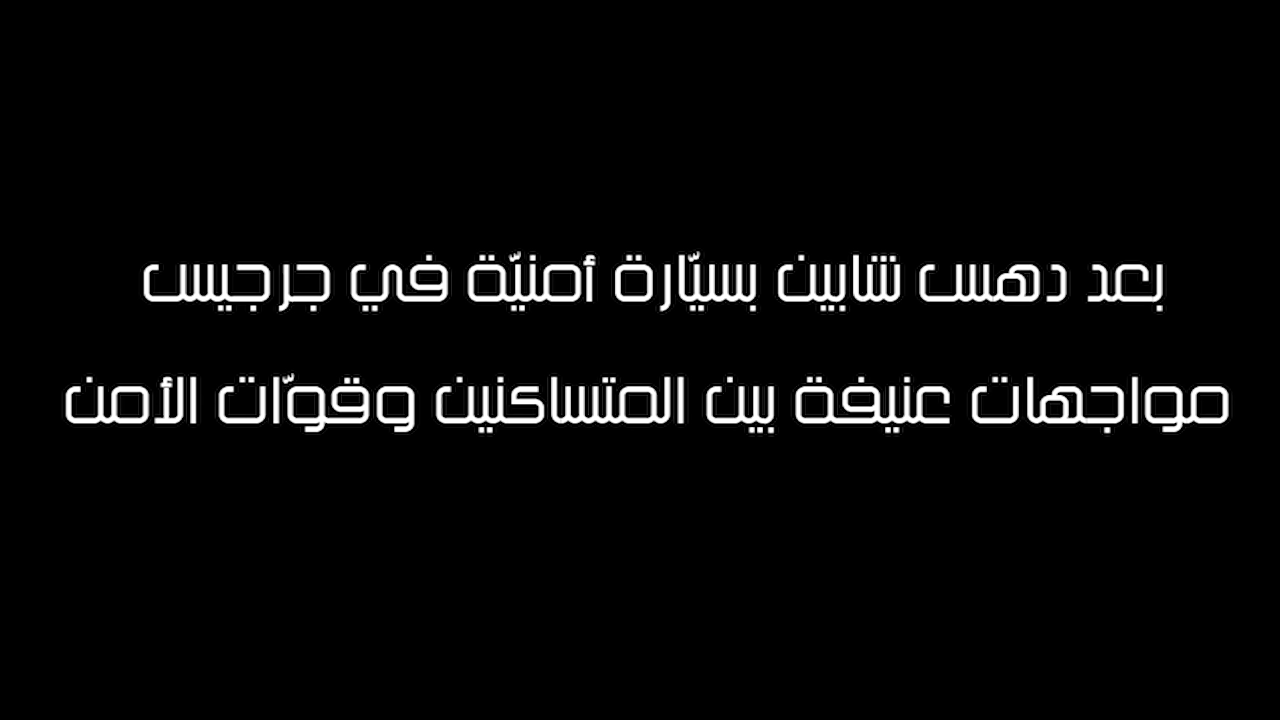 بعد دهس شابين بسيّارة أمنيّة في جرجيس
مواجهات عنيفة بين المتساكنين وقوّات الأمن